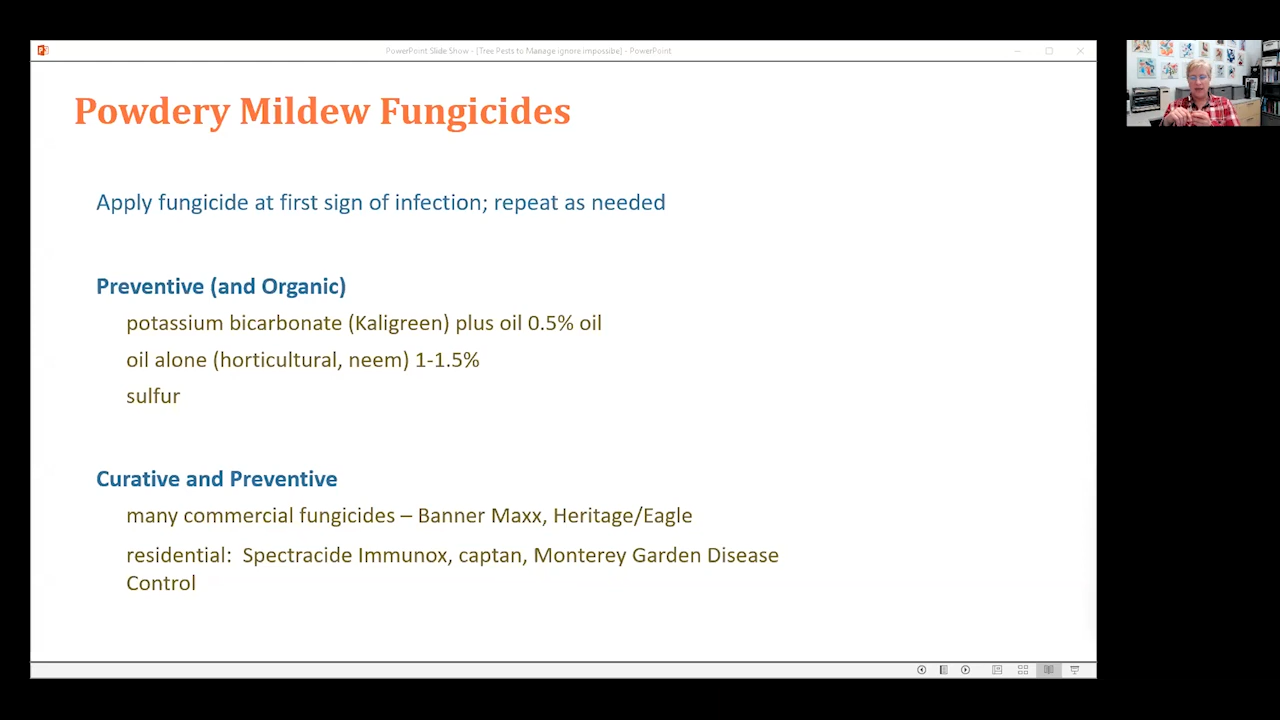 PowerPoint Slide Show - [Tree Pests to Manage ignore impossibe] - PowerPoint
Powdery Mildew Fungicides
Apply fungicide at first sign of infection; repeat as needed
Preventive (and Organic)
potassium bicarbonate (Kaligreen) plus oil 0.5% oil
oil alone (horticultural, neem) 1-1.5%
sulfur
Curative and Preventive
many commercial fungicides – Banner Maxx, Heritage/Eagle
residential:  Spectracide Immunox, captan, Monterey Garden Disease
Control